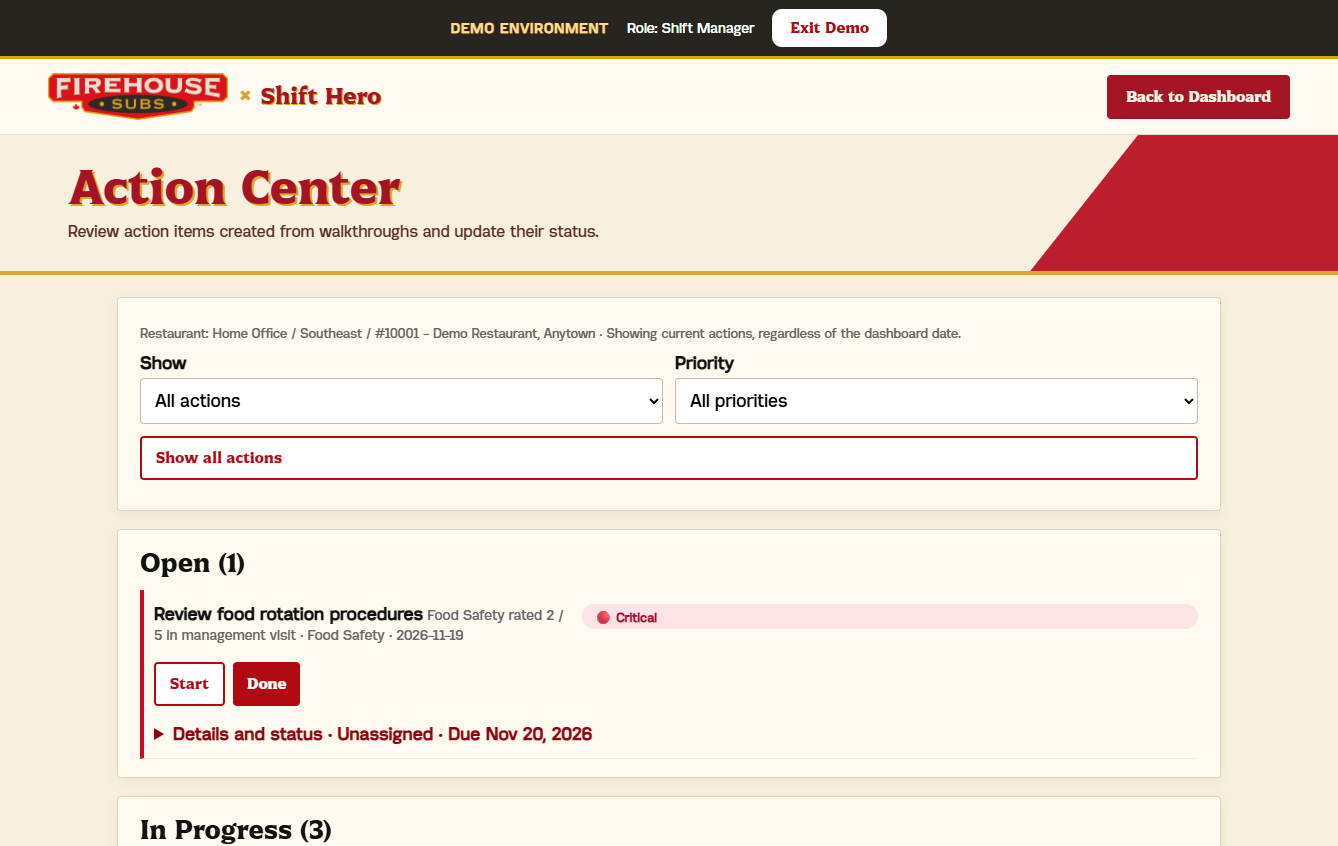 DEMO ENVIRONMENT Role: Shift Manager Exit Demo
FIREHOUSE
SUBS
× Shift Hero
Back to Dashboard
Action Center
Review action items created from walkthroughs and update their status.
Restaurant: Home Office / Southeast / #10001 – Demo Restaurant, Anytown · Showing current actions, regardless of the dashboard date.
Show Priority
All actions All priorities
Show all actions
Open (1)
Review food rotation procedures Food Safety rated 2 /
5 in management visit · Food Safety · 2026-11-19
Critical
Start Done
Details and status · Unassigned · Due Nov 20, 2026
In Progress (3)